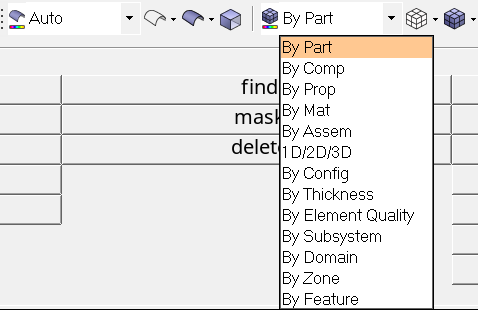 Auto
By Part
By Part
By Comp
find
By Prop
mask
By Mat
By Assem
delete
1D/2D/3D
By Config
By Thickness
By Element Quality
By Subsystem
By Domain
By Zone
By Feature